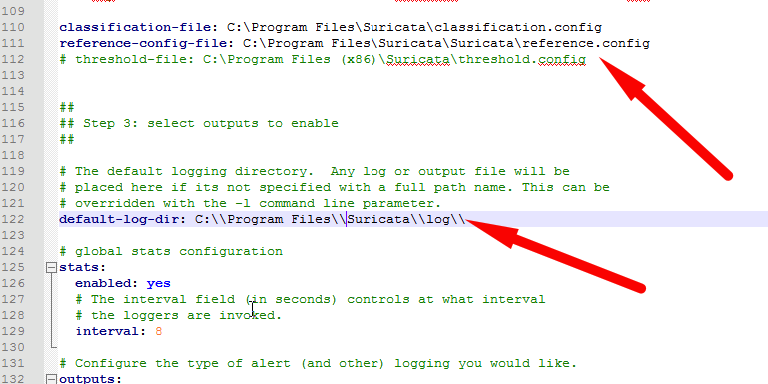 109
110 classification-file: C:\Program Files\Suricata\classification.config
111 reference-config-file: C:\Program Files\Suricata\Suricata\reference.config
112 # threshold-file: C:\Program Files (x86)\Suricata\threshold.config
113
114
115 ##
116 ## Step 3: select outputs to enable
117 ##
118
119 # The default logging directory.  Any log or output file will be
120 # placed here if its not specified with a full path name. This can be
121 # overridden with the -l command line parameter.
122 default-log-dir: C:\\Program Files\\Suricata\\log\\
123
124 # global stats configuration
125 stats:
126   enabled: yes
127   # The interval field (in seconds) controls at what interval
128   # the loggers are invoked.
129   interval: 8
130
131 # Configure the type of alert (and other) logging you would like.
132 outputs: